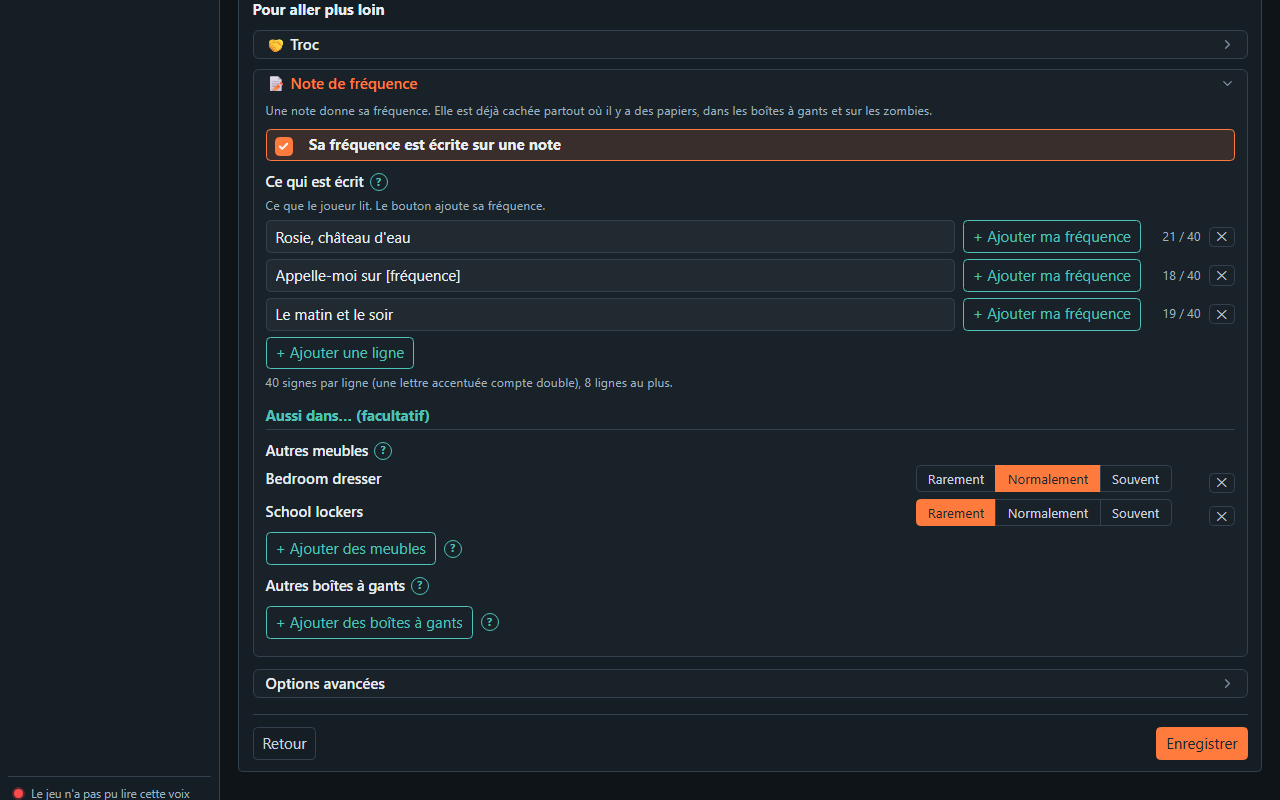 Pour aller plus loin
Troc
Note de fréquence
Une note donne sa fréquence. Elle est déjà cachée partout où il y a des papiers, dans les boîtes à gants et sur les zombies.
Sa fréquence est écrite sur une note
Ce qui est écrit ?
Ce que le joueur lit. Le bouton ajoute sa fréquence.
Rosie, château d'eau + Ajouter ma fréquence 21 / 40
Appelle-moi sur [fréquence] + Ajouter ma fréquence 18 / 40
Le matin et le soir + Ajouter ma fréquence 19 / 40
+ Ajouter une ligne
40 signes par ligne (une lettre accentuée compte double), 8 lignes au plus.
Aussi dans... (facultatif)
Autres meubles ?
Bedroom dresser Rarement Normalement Souvent
School lockers Rarement Normalement Souvent
+ Ajouter des meubles ?
Autres boîtes à gants ?
+ Ajouter des boîtes à gants ?
Options avancées
Retour Enregistrer
Le jeu n'a pas pu lire cette voix